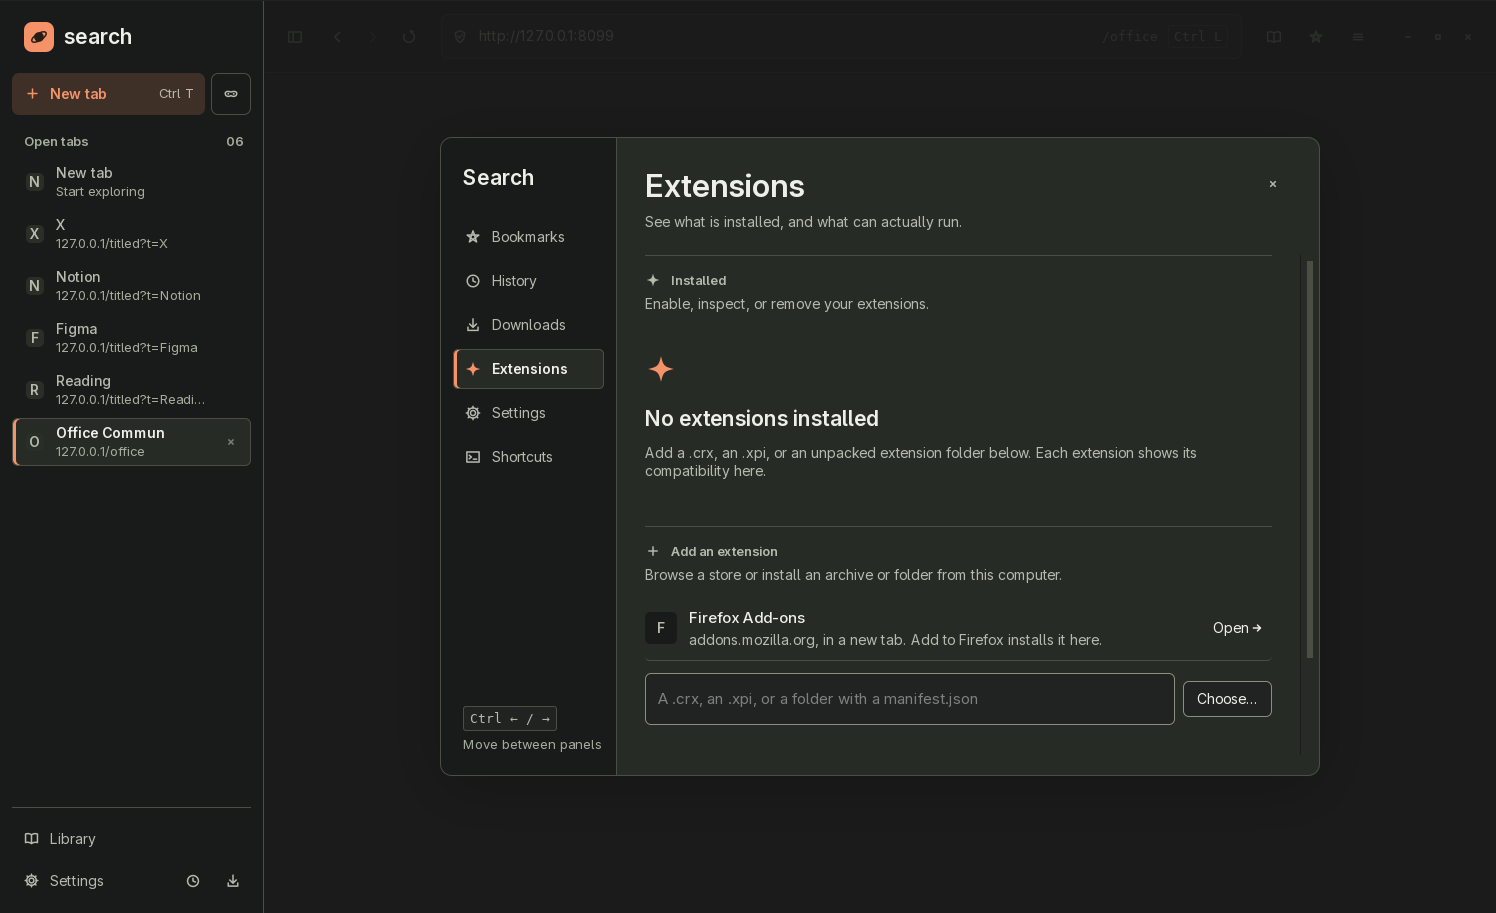 search
New tab Ctrl T
Open tabs 06
N New tab
Start exploring
X X
127.0.0.1/titled?t=X
N Notion
127.0.0.1/titled?t=Notion
F Figma
127.0.0.1/titled?t=Figma
R Reading
127.0.0.1/titled?t=Readi...
O Office Commun
127.0.0.1/office
Library
Settings
http://127.0.0.1:8099 /office Ctrl L
Search
Bookmarks
History
Downloads
Extensions
Settings
Shortcuts
Ctrl ← / →
Move between panels
Extensions
See what is installed, and what can actually run.
Installed
Enable, inspect, or remove your extensions.
No extensions installed
Add a .crx, an .xpi, or an unpacked extension folder below. Each extension shows its
compatibility here.
Add an extension
Browse a store or install an archive or folder from this computer.
F Firefox Add-ons
addons.mozilla.org, in a new tab. Add to Firefox installs it here.
Open →
A .crx, an .xpi, or a folder with a manifest.json
Choose...